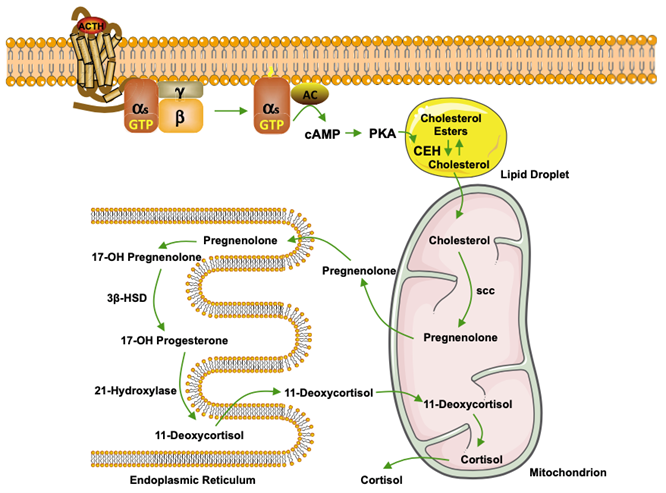 ACTH
αs
GTP
γ
β
αs
GTP
AC
cAMP
PKA
Cholesterol
Esters
CEH
Cholesterol
Lipid Droplet
Cholesterol
scc
Pregnenolone
Pregnenolone
Pregnenolone
17-OH Pregnenolone
3β-HSD
17-OH Progesterone
21-Hydroxylase
11-Deoxycortisol
11-Deoxycortisol
11-Deoxycortisol
Cortisol
Cortisol
Endoplasmic Reticulum
Mitochondrion